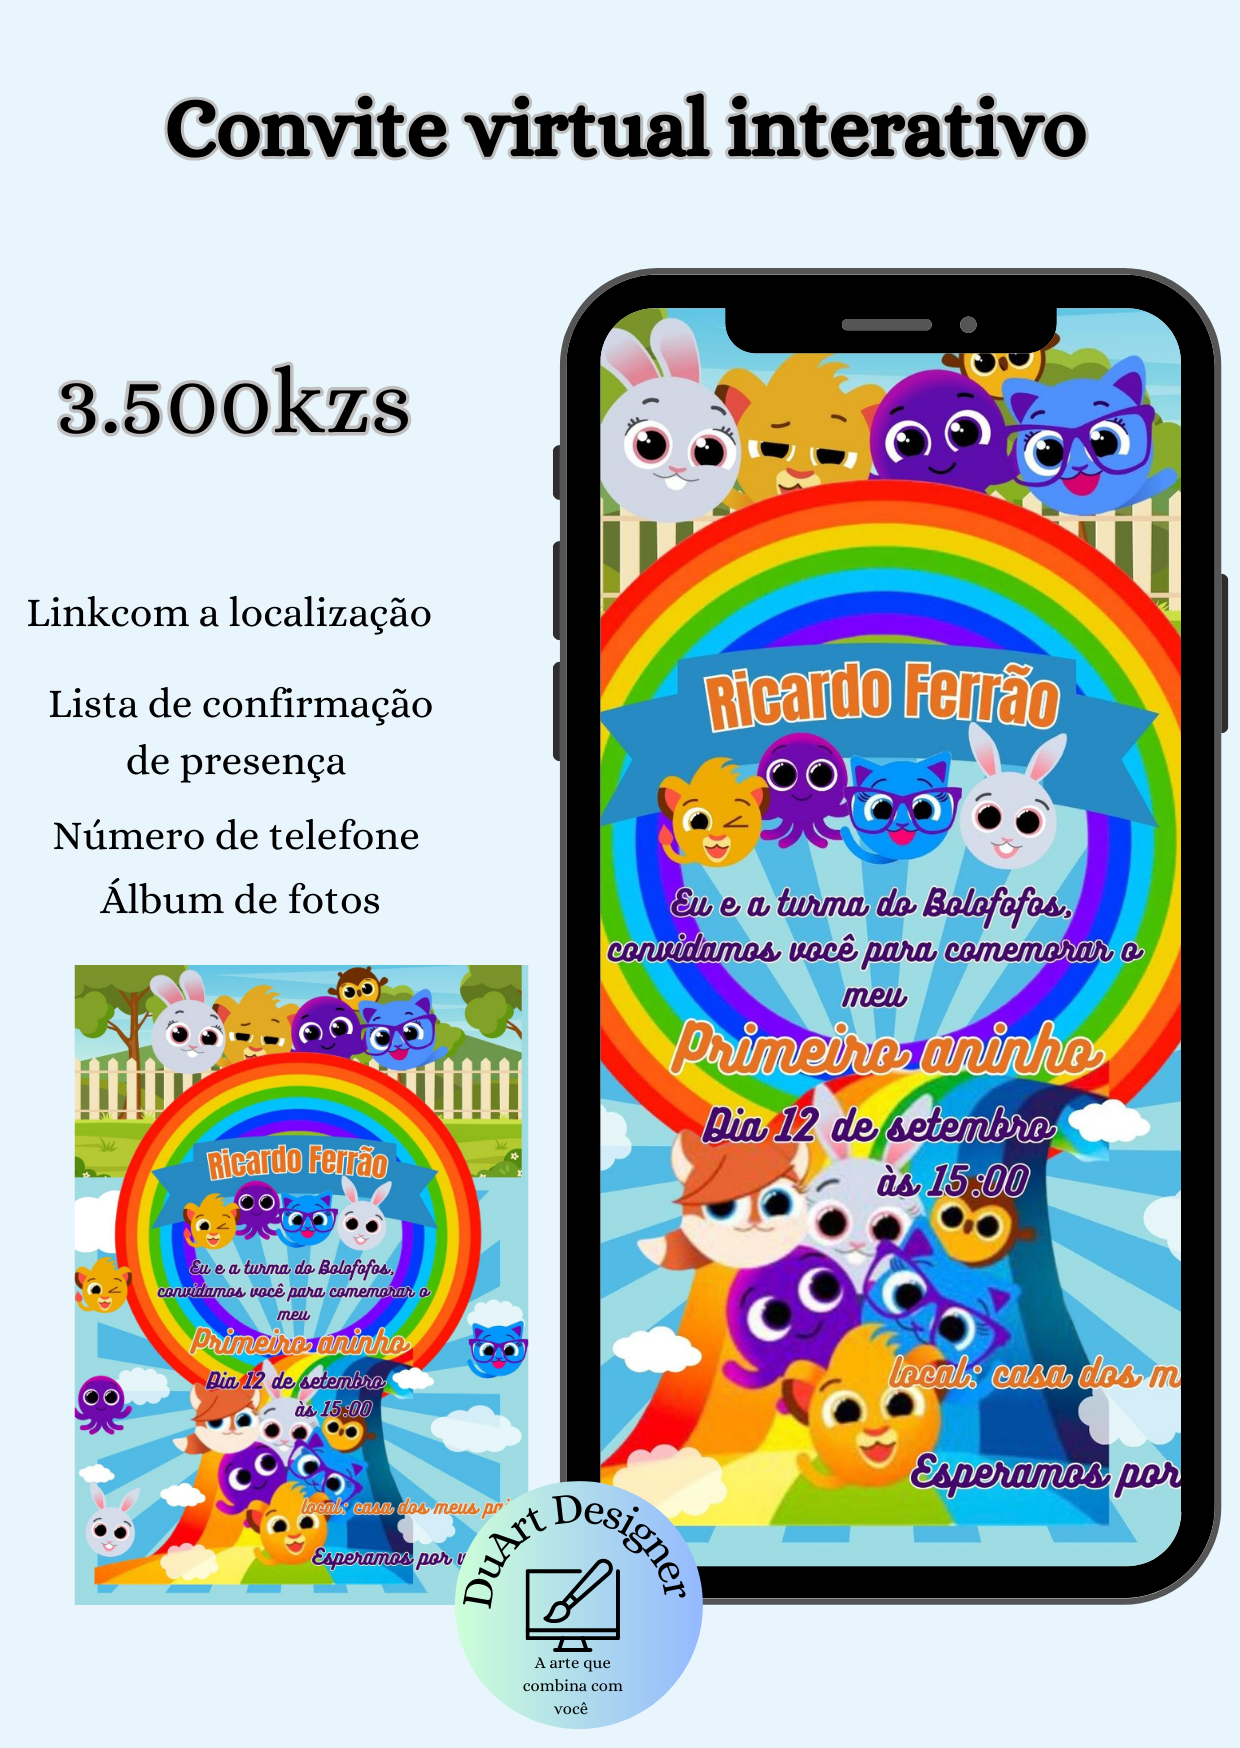 Convite virtual interativo
3.500kzs
Linkcom a localização
Lista de confirmação
de presença
Número de telefone
Álbum de fotos
Ricardo Ferrão
Eu e a turma do Bolofofos,
convidamos você para comemorar o
meu
Primeiro aninho
Dia 12 de setembro
às 15:00
local: casa dos m
Esperamos por
Ricardo Ferrão
Eu e a turma do Bolofofos,
convidamos você para comemorar o
meu
Primeiro aninho
Dia 12 de setembro
às 15:00
local: casa dos meus pai
Esperamos por v
DuArt Designer
A arte que
combina com
você